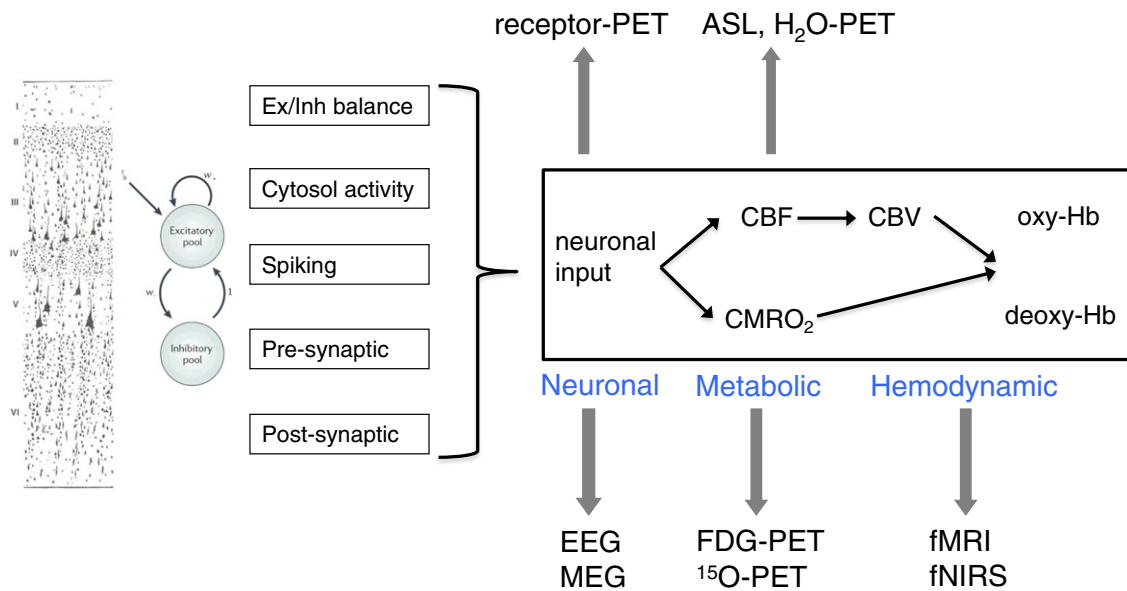 receptor-PET
ASL, H₂O-PET
I
II
III
IV
V
VI
w₊
Excitatory
pool
w₋
1
Inhibitory
pool
Ex/Inh balance
Cytosol activity
Spiking
Pre-synaptic
Post-synaptic
neuronal
input
CBF
CBV
CMRO₂
oxy-Hb
deoxy-Hb
Neuronal
Metabolic
Hemodynamic
EEG
MEG
FDG-PET
¹⁵O-PET
fMRI
fNIRS